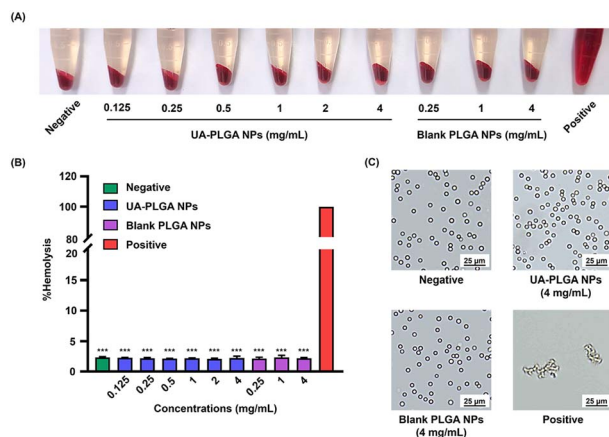 (A)
Negative
0.125 0.25 0.5 1 2 4 0.25 1 4
UA-PLGA NPs (mg/mL) Blank PLGA NPs (mg/mL)
Positive
(B)
%Hemolysis
120
100
80
20
15
10
5
0
Negative
UA-PLGA NPs
Blank PLGA NPs
Positive
*** *** *** *** *** *** *** *** *** ***
0.125 0.25 0.5 1 2 4 0.25 1 4
Concentrations (mg/mL)
(C)
25 µm
Negative
25 µm
UA-PLGA NPs
(4 mg/mL)
25 µm
Blank PLGA NPs
(4 mg/mL)
25 µm
Positive